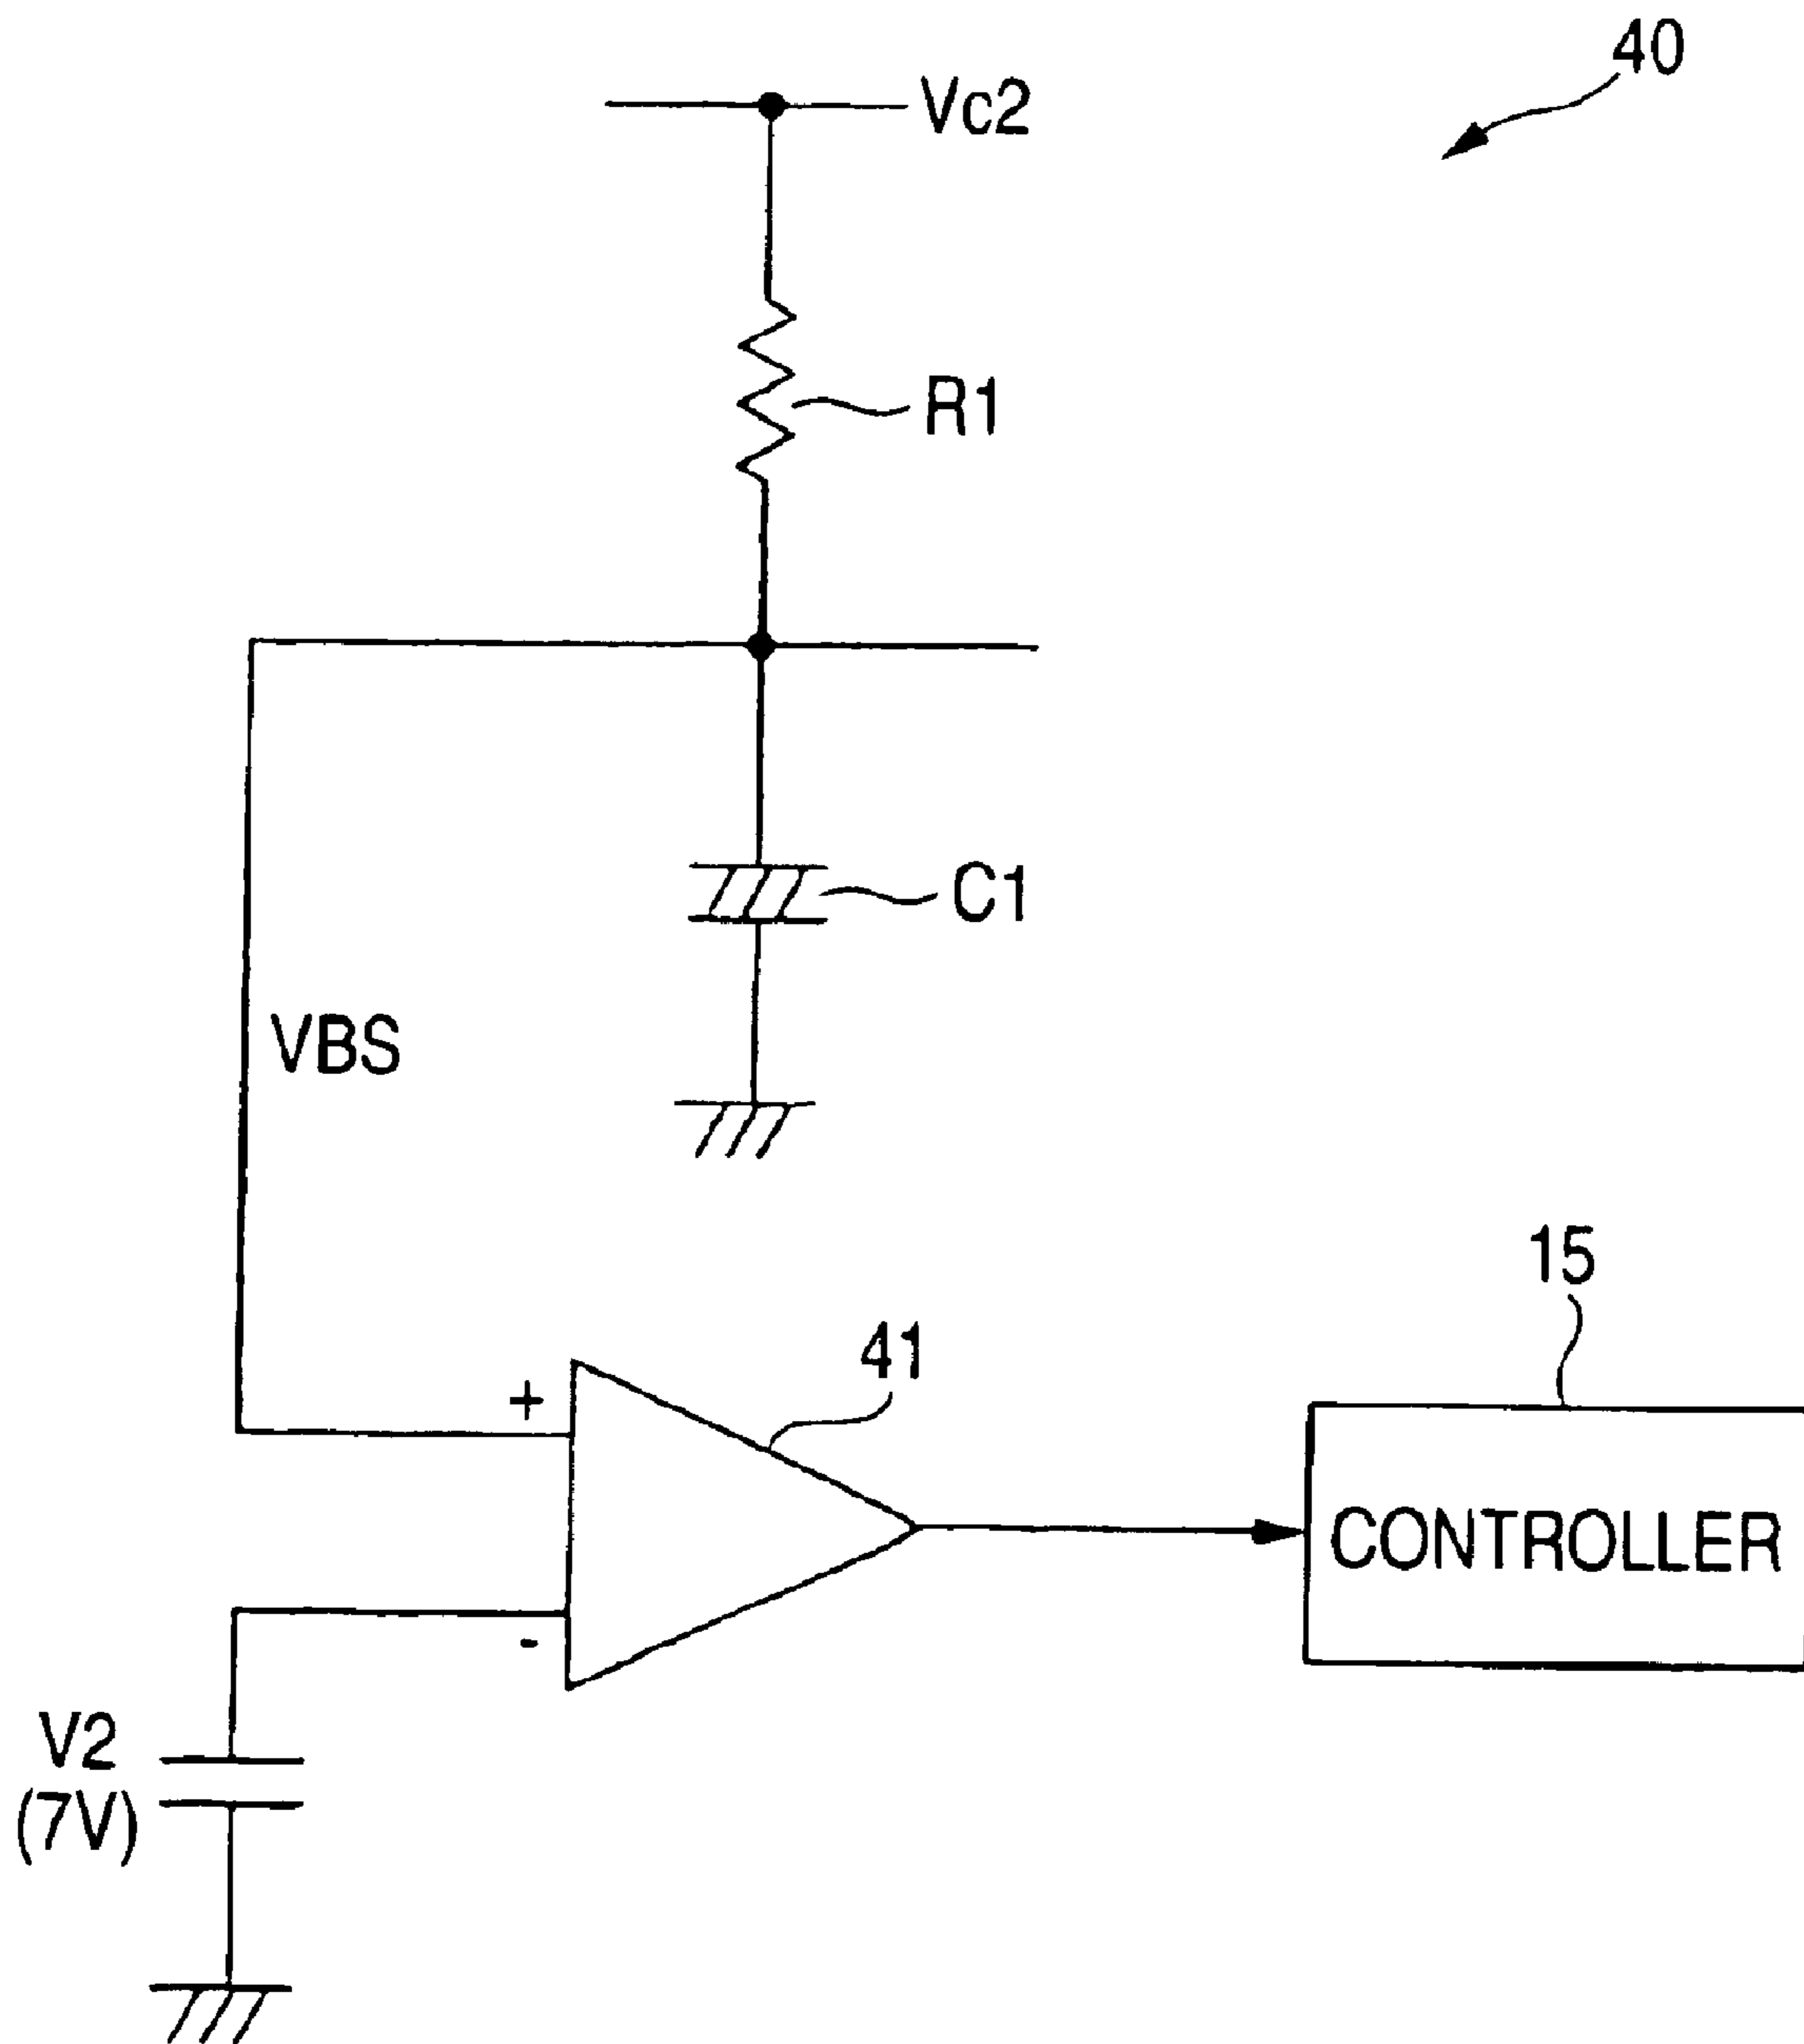 40
Vc2
R1
C1
VBS
15
41
+
CONTROLLER
-
V2
(7V)